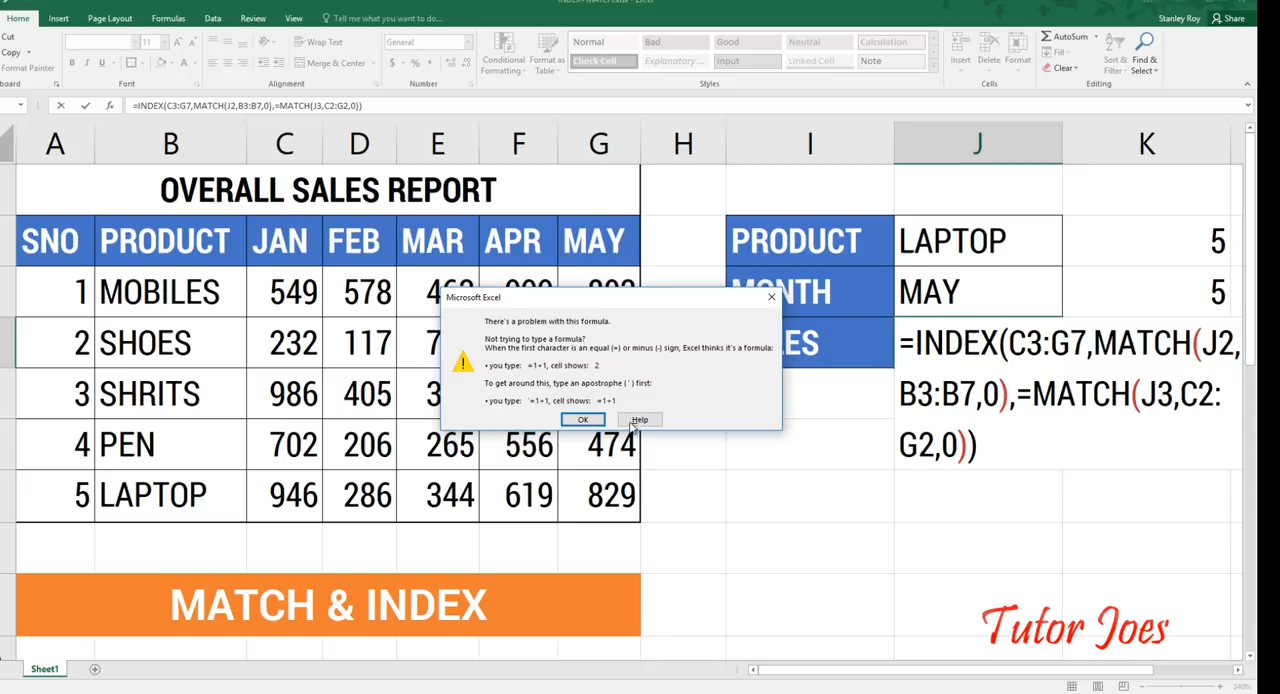 INDEX+MATCH.xlsx - Excel
Home Insert Page Layout Formulas Data Review View Tell me what you want to do... Stanley Roy Share
Cut
Copy
Format Painter
11 A A Wrap Text General
B I U A Merge & Center $ % ,
Conditional Formatting
Format as Table
Normal Bad Good Neutral Calculation
Check Cell Explanatory ... Input Linked Cell Note
Insert Delete Format
AutoSum
Fill
Clear
Sort & Filter
Find & Select
board Font Alignment Number Styles Cells Editing
fx =INDEX(C3:G7,MATCH(J2,B3:B7,0),=MATCH(J3,C2:G2,0))
A B C D E F G H I J K
OVERALL SALES REPORT
SNO PRODUCT JAN FEB MAR APR MAY PRODUCT LAPTOP 5
1 MOBILES 549 578 MAY 5
2 SHOES 232 117 =INDEX(C3:G7,MATCH(J2,
3 SHRITS 986 405 B3:B7,0),=MATCH(J3,C2:
4 PEN 702 206 265 556 474 G2,0))
5 LAPTOP 946 286 344 619 829
Microsoft Excel
There's a problem with this formula.
Not trying to type a formula?
When the first character is an equal (=) or minus (-) sign, Excel thinks it's a formula:
• you type: =1+1, cell shows: 2
To get around this, type an apostrophe ( ' ) first:
• you type: '=1+1, cell shows: =1+1
OK Help
MATCH & INDEX
Tutor Joes
Sheet1
340%